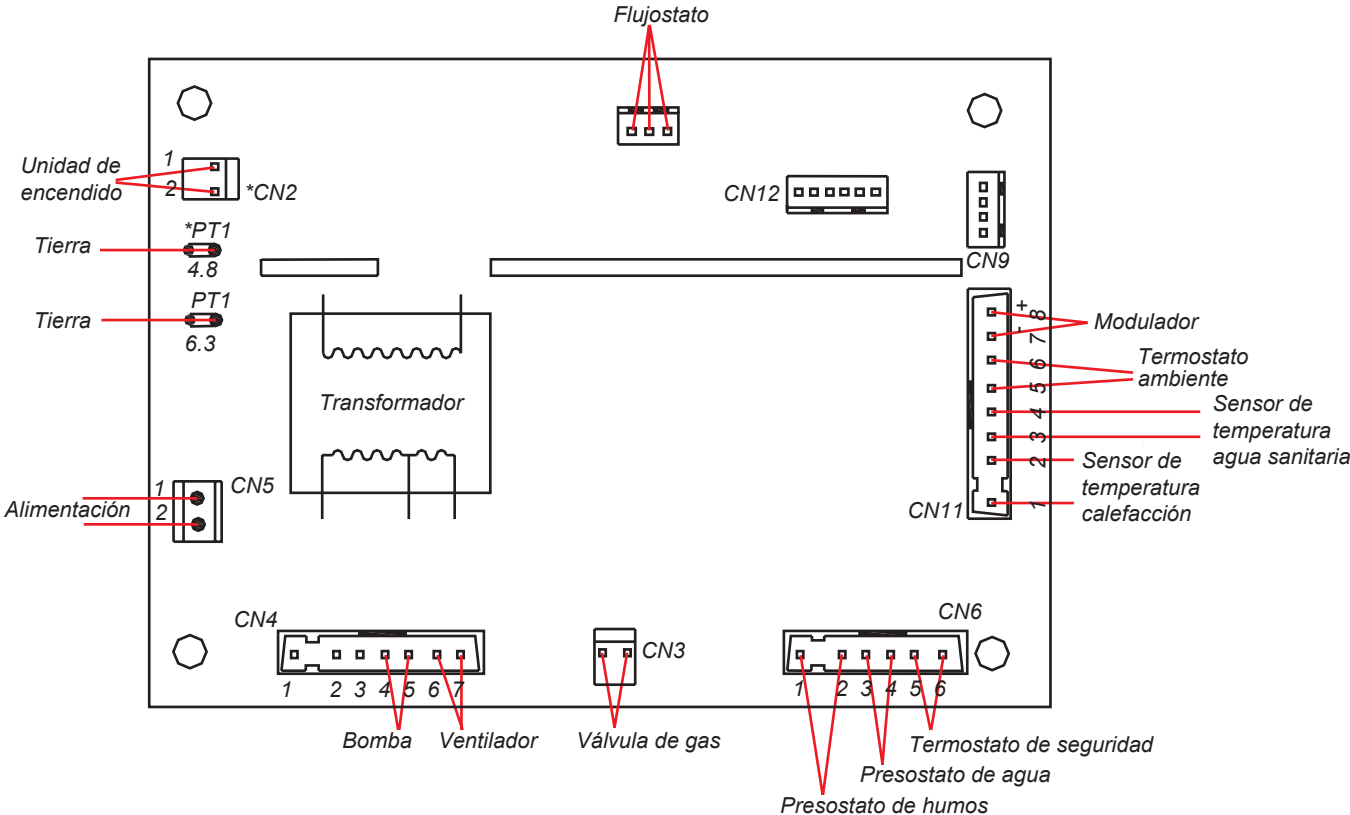 Flujostato
Unidad de
encendido
1
2
*CN2
CN12
CN9
*PT1
Tierra
4.8
PT1
Tierra
6.3
Transformador
+
8
-
7
6
5
4
3
2
1
Modulador
Termostato
ambiente
Sensor de
temperatura
agua sanitaria
Sensor de
temperatura
calefacción
CN11
CN5
1
2
Alimentación
CN4
1 2 3 4 5 6 7
CN3
CN6
1 2 3 4 5 6
Bomba
Ventilador
Válvula de gas
Termostato de seguridad
Presostato de agua
Presostato de humos